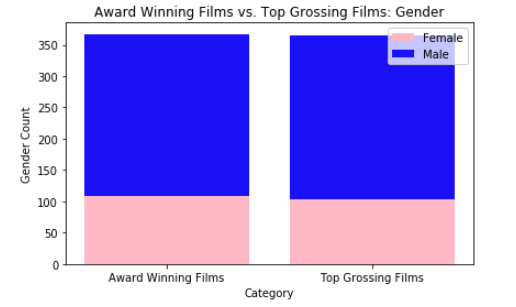 Award Winning Films vs. Top Grossing Films: Gender
Female
Male
350
300
250
200
150
100
50
0
Gender Count
Award Winning Films
Top Grossing Films
Category